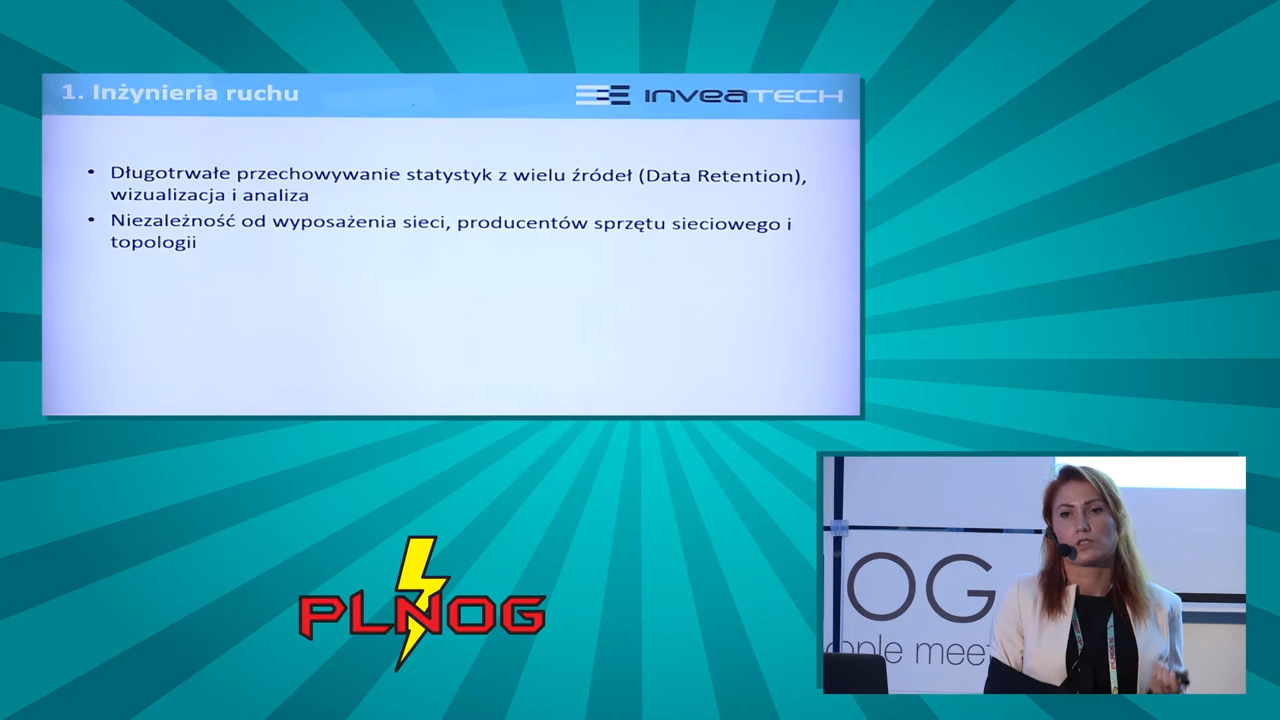 1. Inżynieria ruchu
INVEATECH
• Długotrwałe przechowywanie statystyk z wielu źródeł (Data Retention),
wizualizacja i analiza
• Niezależność od wyposażenia sieci, producentów sprzętu sieciowego i
topologii
PLNOG
OG
ople meet